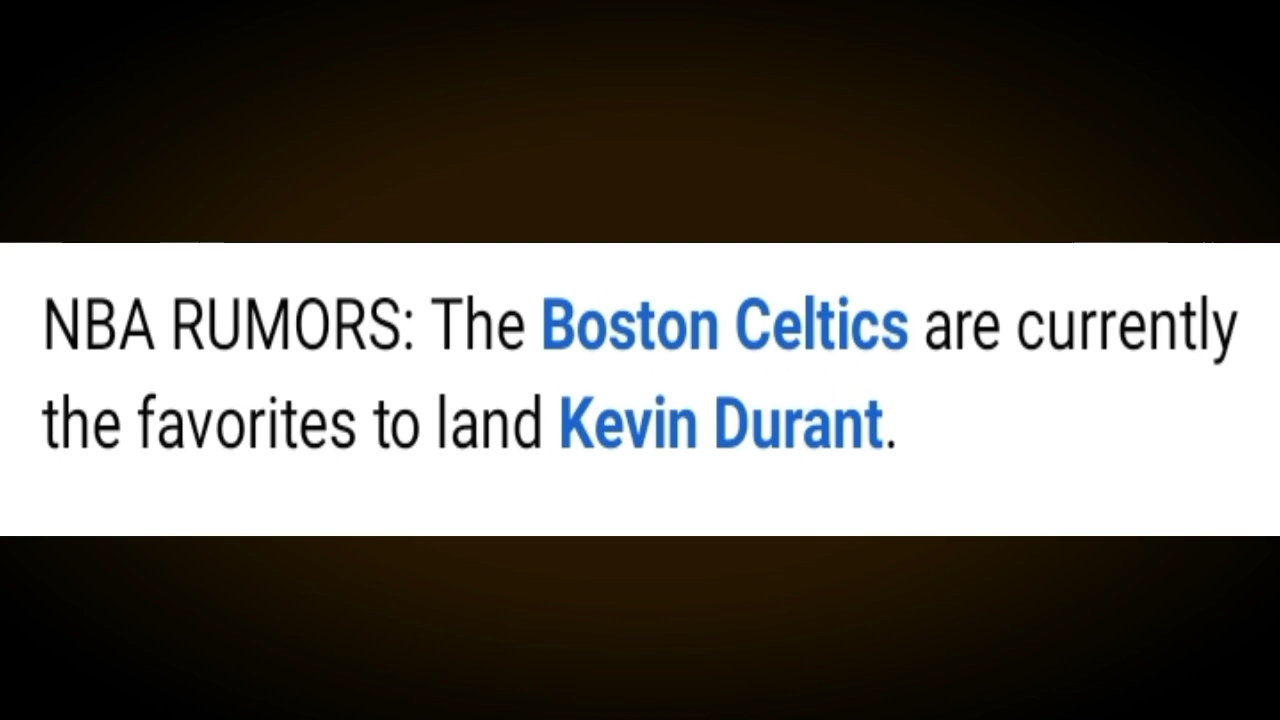 NBA RUMORS: The Boston Celtics are currently
the favorites to land Kevin Durant.